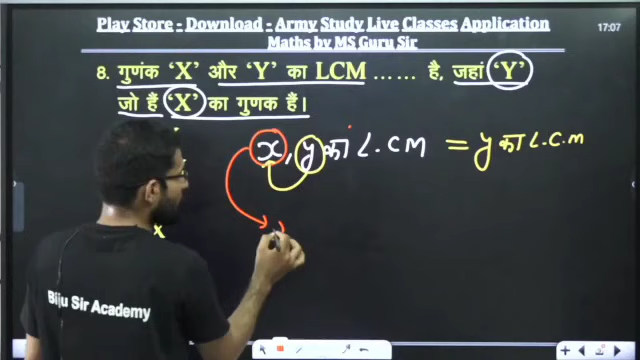 Play Store - Download - Army Study Live Classes Application
Maths by MS Guru Sir
17:07
8. गुणंक ‘X’ और ‘Y’ का LCM …… है, जहां ‘Y’
जो हैं ‘X’ का गुणक हैं।
x, y का L.CM = y का L.C.M
x
Biju Sir Academy